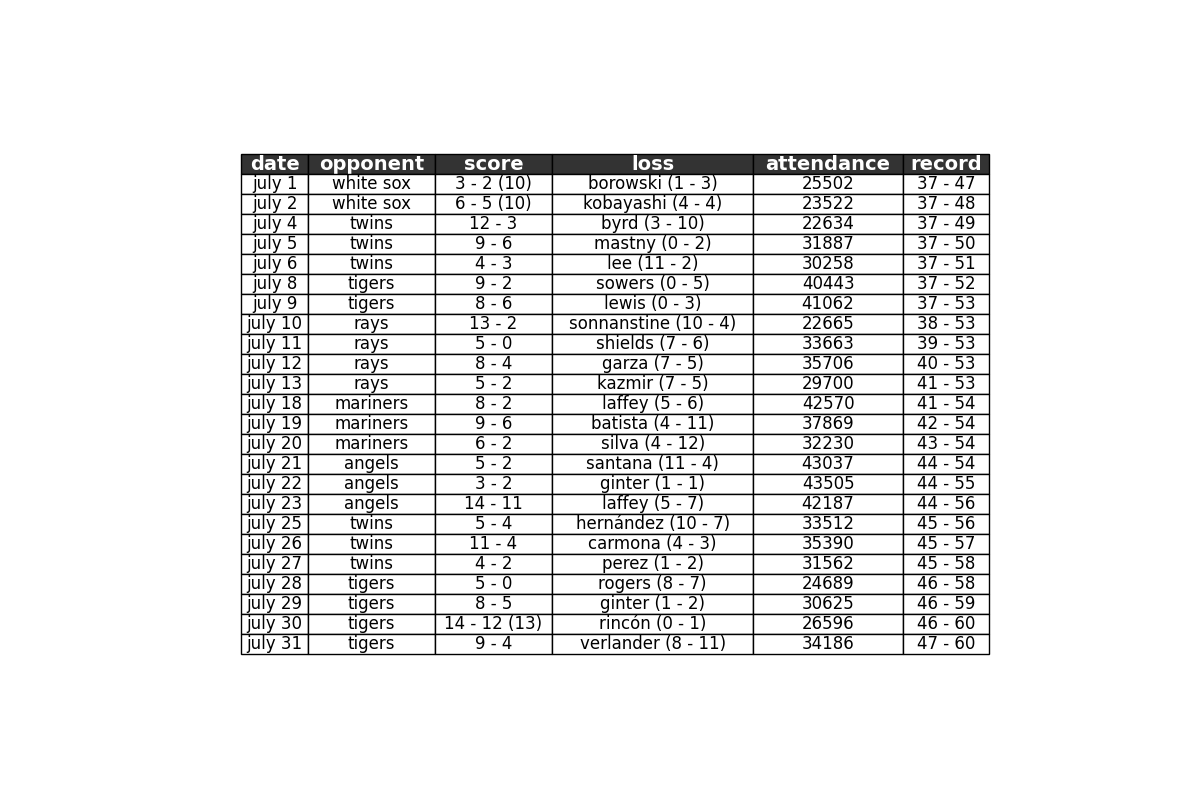 date opponent score loss attendance record
july 1 white sox 3 - 2 (10) borowski (1 - 3) 25502 37 - 47
july 2 white sox 6 - 5 (10) kobayashi (4 - 4) 23522 37 - 48
july 4 twins 12 - 3 byrd (3 - 10) 22634 37 - 49
july 5 twins 9 - 6 mastny (0 - 2) 31887 37 - 50
july 6 twins 4 - 3 lee (11 - 2) 30258 37 - 51
july 8 tigers 9 - 2 sowers (0 - 5) 40443 37 - 52
july 9 tigers 8 - 6 lewis (0 - 3) 41062 37 - 53
july 10 rays 13 - 2 sonnanstine (10 - 4) 22665 38 - 53
july 11 rays 5 - 0 shields (7 - 6) 33663 39 - 53
july 12 rays 8 - 4 garza (7 - 5) 35706 40 - 53
july 13 rays 5 - 2 kazmir (7 - 5) 29700 41 - 53
july 18 mariners 8 - 2 laffey (5 - 6) 42570 41 - 54
july 19 mariners 9 - 6 batista (4 - 11) 37869 42 - 54
july 20 mariners 6 - 2 silva (4 - 12) 32230 43 - 54
july 21 angels 5 - 2 santana (11 - 4) 43037 44 - 54
july 22 angels 3 - 2 ginter (1 - 1) 43505 44 - 55
july 23 angels 14 - 11 laffey (5 - 7) 42187 44 - 56
july 25 twins 5 - 4 hernández (10 - 7) 33512 45 - 56
july 26 twins 11 - 4 carmona (4 - 3) 35390 45 - 57
july 27 twins 4 - 2 perez (1 - 2) 31562 45 - 58
july 28 tigers 5 - 0 rogers (8 - 7) 24689 46 - 58
july 29 tigers 8 - 5 ginter (1 - 2) 30625 46 - 59
july 30 tigers 14 - 12 (13) rincón (0 - 1) 26596 46 - 60
july 31 tigers 9 - 4 verlander (8 - 11) 34186 47 - 60